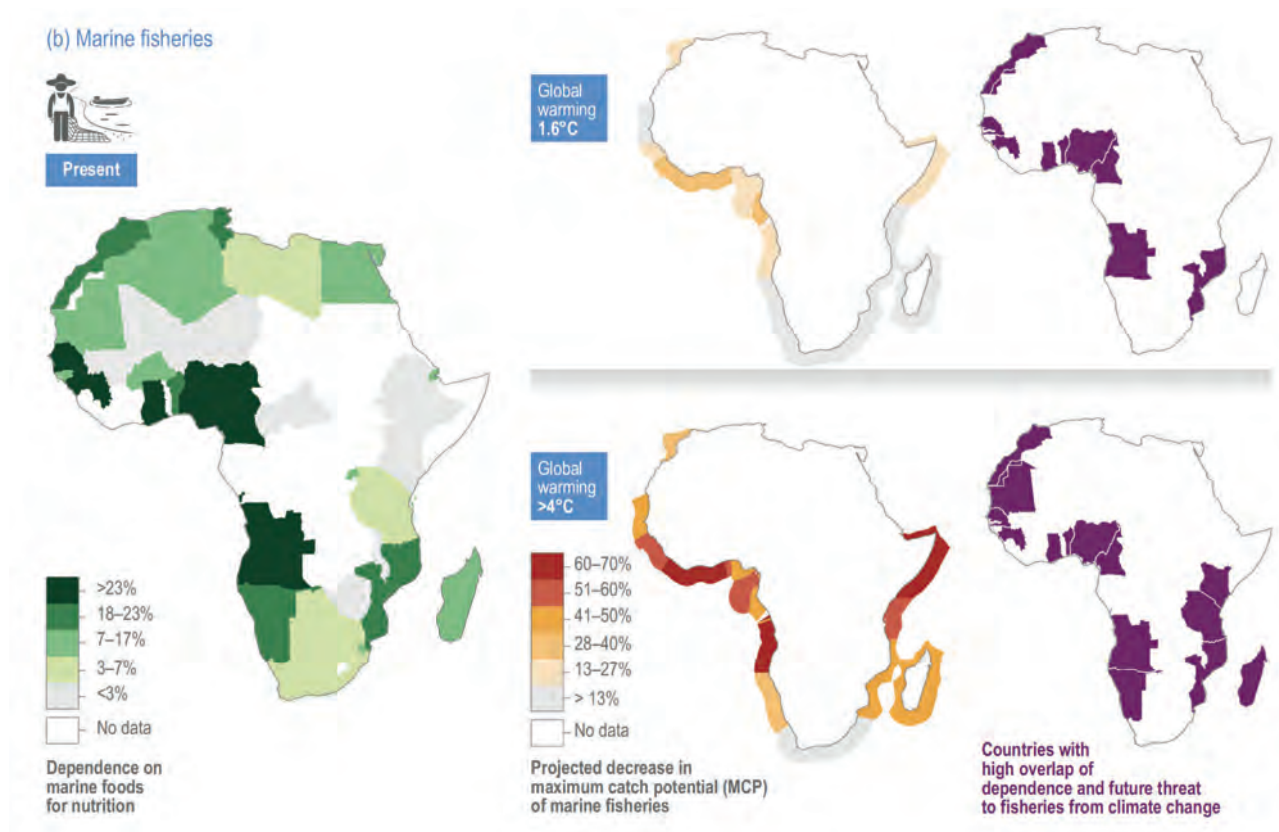 (b) Marine fisheries
Present
>23%
18–23%
7–17%
3–7%
<3%
No data
Dependence on
marine foods
for nutrition
Global
warming
1.6°C
Global
warming
>4°C
60–70%
51–60%
41–50%
28–40%
13–27%
> 13%
No data
Projected decrease in
maximum catch potential (MCP)
of marine fisheries
Countries with
high overlap of
dependence and future threat
to fisheries from climate change